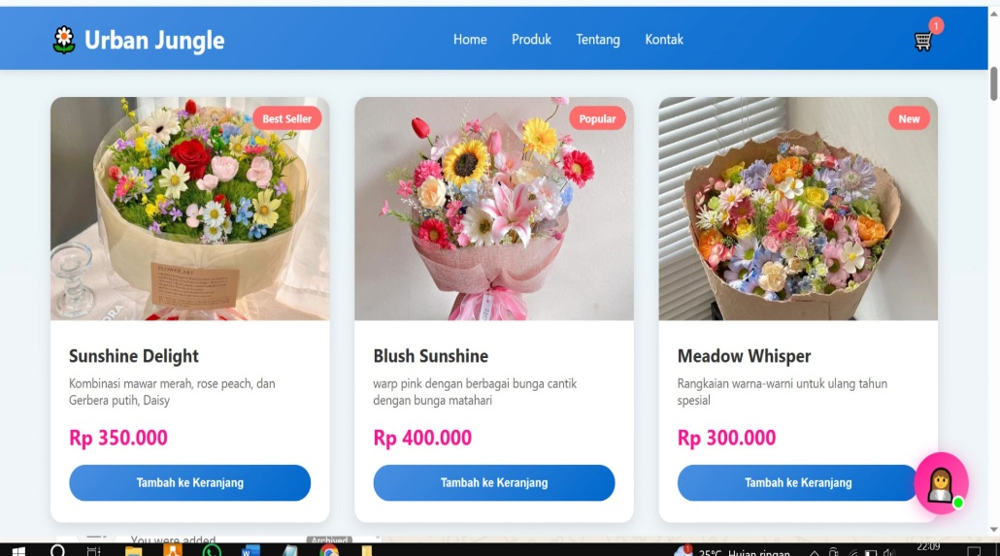 Urban Jungle
Home Produk Tentang Kontak
1
Best Seller
Popular
New
FLOWER ART
Sunshine Delight
Kombinasi mawar merah, rose peach, dan
Gerbera putih, Daisy
Rp 350.000
Tambah ke Keranjang
Blush Sunshine
warp pink dengan berbagai bunga cantik
dengan bunga matahari
Rp 400.000
Tambah ke Keranjang
Meadow Whisper
Rangkaian warna-warni untuk ulang tahun
spesial
Rp 300.000
Tambah ke Keranjang
You were added
Archived
1
25°C Hujan ringan
22:09